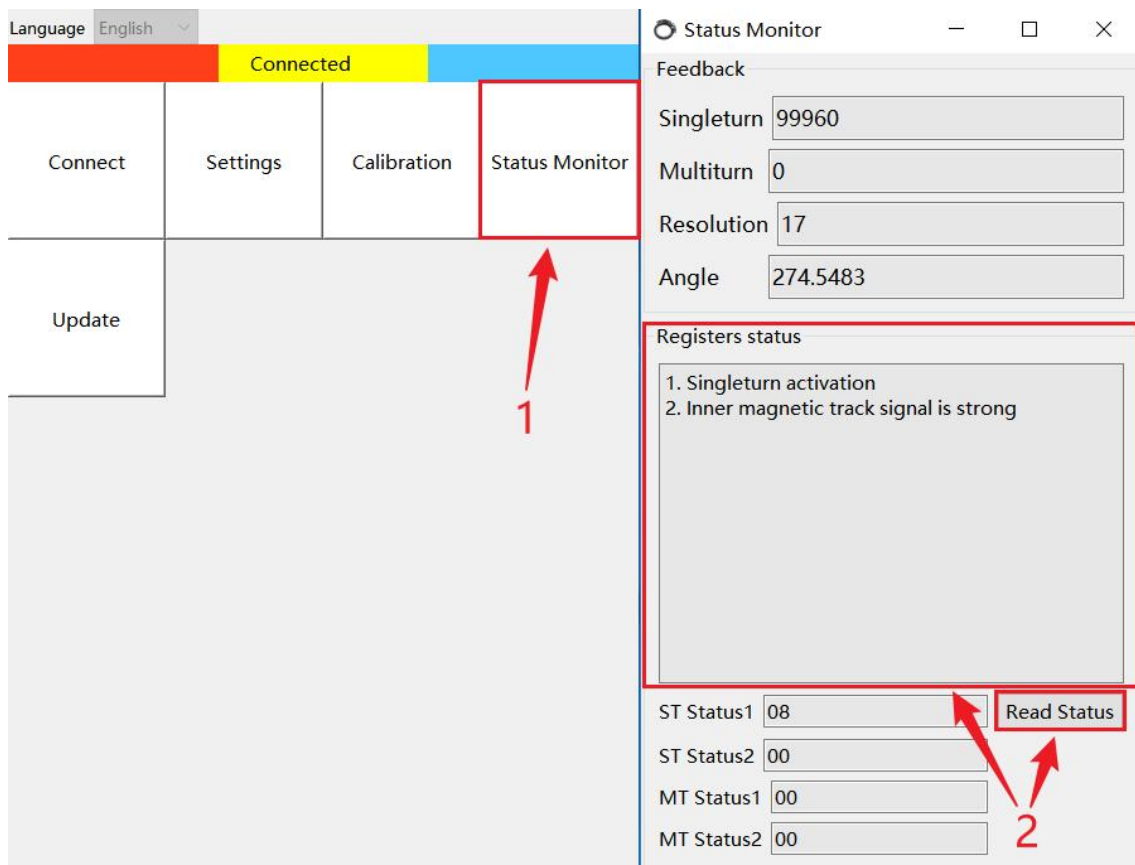 Language English
Connected
Connect
Settings
Calibration
Status Monitor
Update
1
Status Monitor
Feedback
Singleturn 99960
Multiturn 0
Resolution 17
Angle 274.5483
Registers status
1. Singleturn activation
2. Inner magnetic track signal is strong
ST Status1 08 Read Status
ST Status2 00
MT Status1 00
MT Status2 00
2